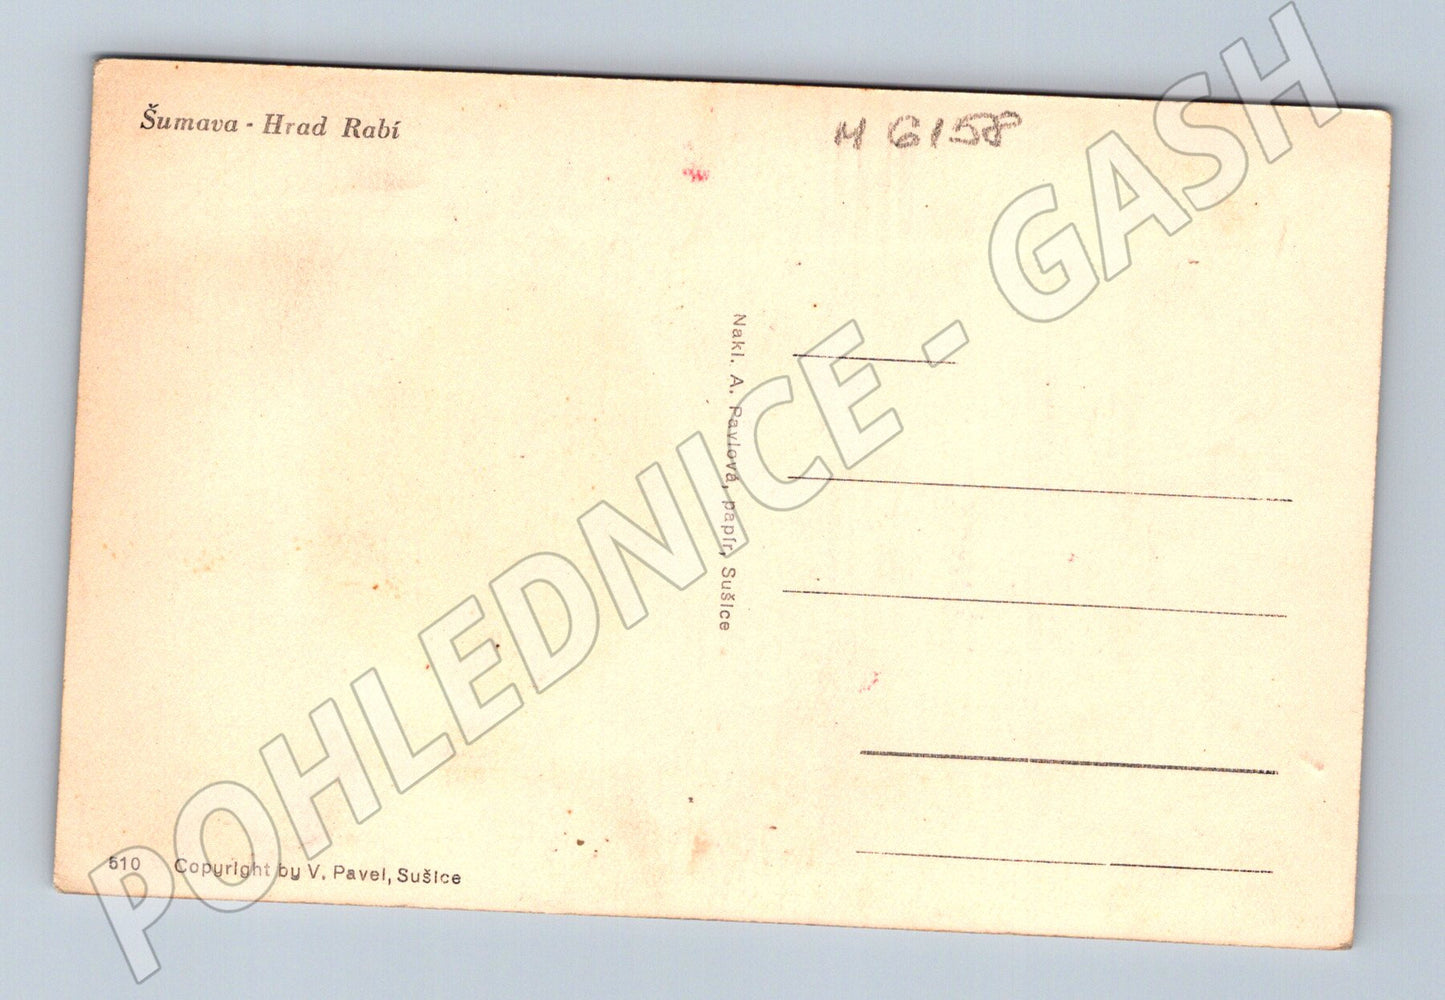 Šumava - Hrad Rabí
M 6158
Nakl. A. Pavlová, papír, Sušice
510 Copyright by V. Pavel, Sušice
POHLEDNICE - GASH